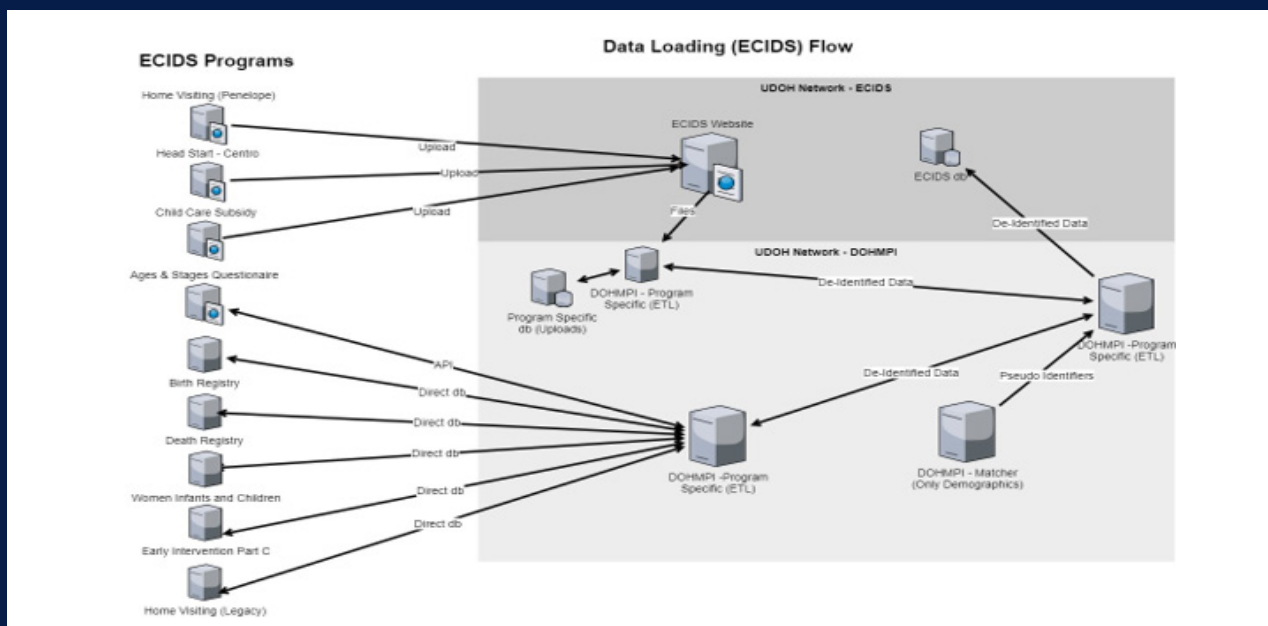 Data Loading (ECIDS) Flow
ECIDS Programs
UDOH Network - ECIDS
Home Visiting (Penelope)
ECIDS Website
Upload
Head Start - Centro
Upload
ECIDS db
Child Care Subsidy
Upload
Files
De-Identified Data
UDOH Network - DOHMPI
Ages & Stages Questionaire
De-Identified Data
DOHMPI - Program
Specific (ETL)
Program Specific
db (Uploads)
DOHMPI -Program
Specific (ETL)
API
De-Identified Data
Pseudo Identifiers
Birth Registry
Direct db
Direct db
Death Registry
Direct db
DOHMPI -Program
Specific (ETL)
DOHMPI - Matcher
(Only Demographics)
Women Infants and Children
Direct db
Direct db
Early Intervention Part C
Home Visiting (Legacy)